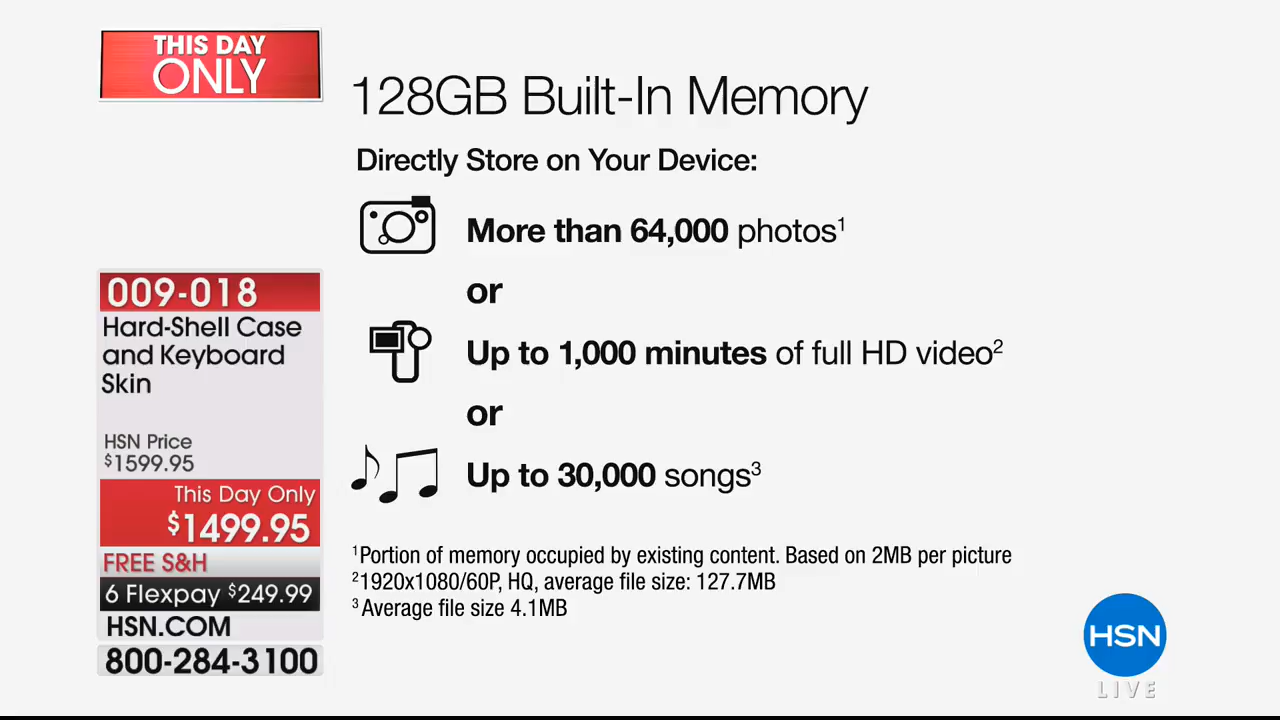 THIS DAY
ONLY
128GB Built-In Memory
Directly Store on Your Device:
More than 64,000 photos¹
or
Up to 1,000 minutes of full HD video²
or
Up to 30,000 songs³
¹Portion of memory occupied by existing content. Based on 2MB per picture
²1920x1080/60P, HQ, average file size: 127.7MB
³Average file size 4.1MB
009-018
Hard-Shell Case
and Keyboard
Skin
HSN Price
$1599.95
This Day Only
$1499.95
FREE S&H
6 Flexpay $249.99
HSN.COM
800-284-3100
HSN
LIVE